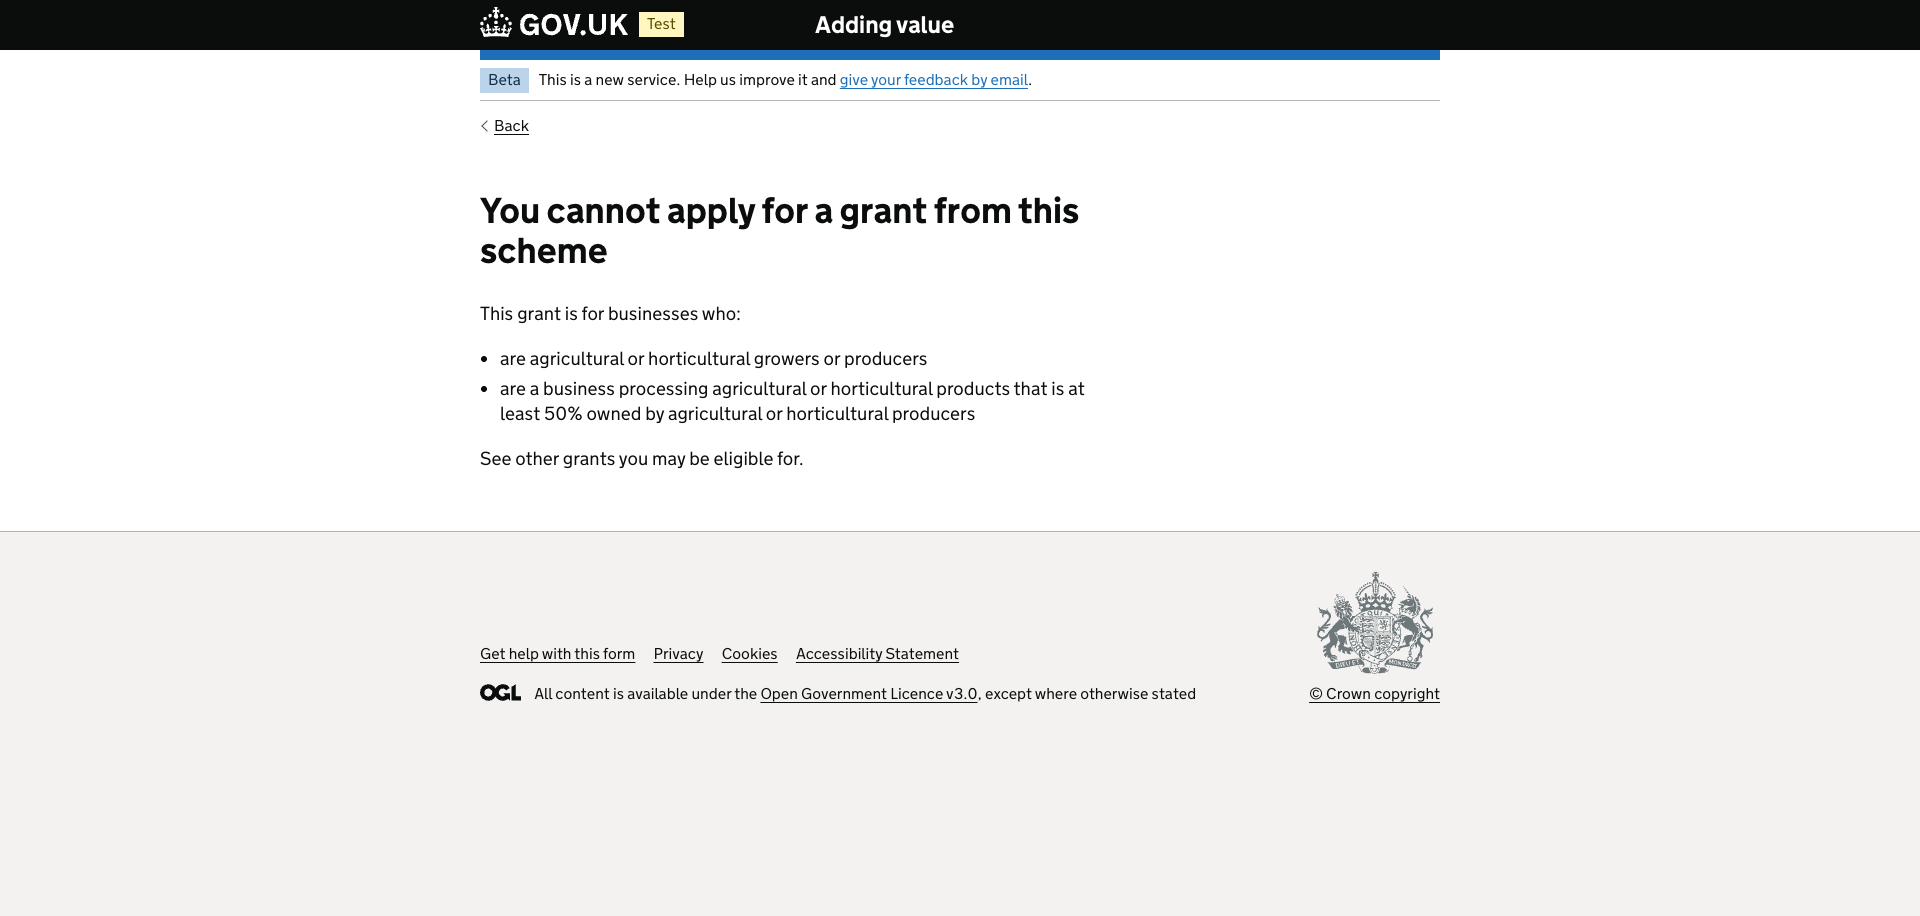 GOV.UK Test Adding value
Beta This is a new service. Help us improve it and give your feedback by email.
Back
You cannot apply for a grant from this
scheme
This grant is for businesses who:
• are agricultural or horticultural growers or producers
• are a business processing agricultural or horticultural products that is at
least 50% owned by agricultural or horticultural producers
See other grants you may be eligible for.
Get help with this form Privacy Cookies Accessibility Statement
OGL All content is available under the Open Government Licence v3.0, except where otherwise stated
© Crown copyright